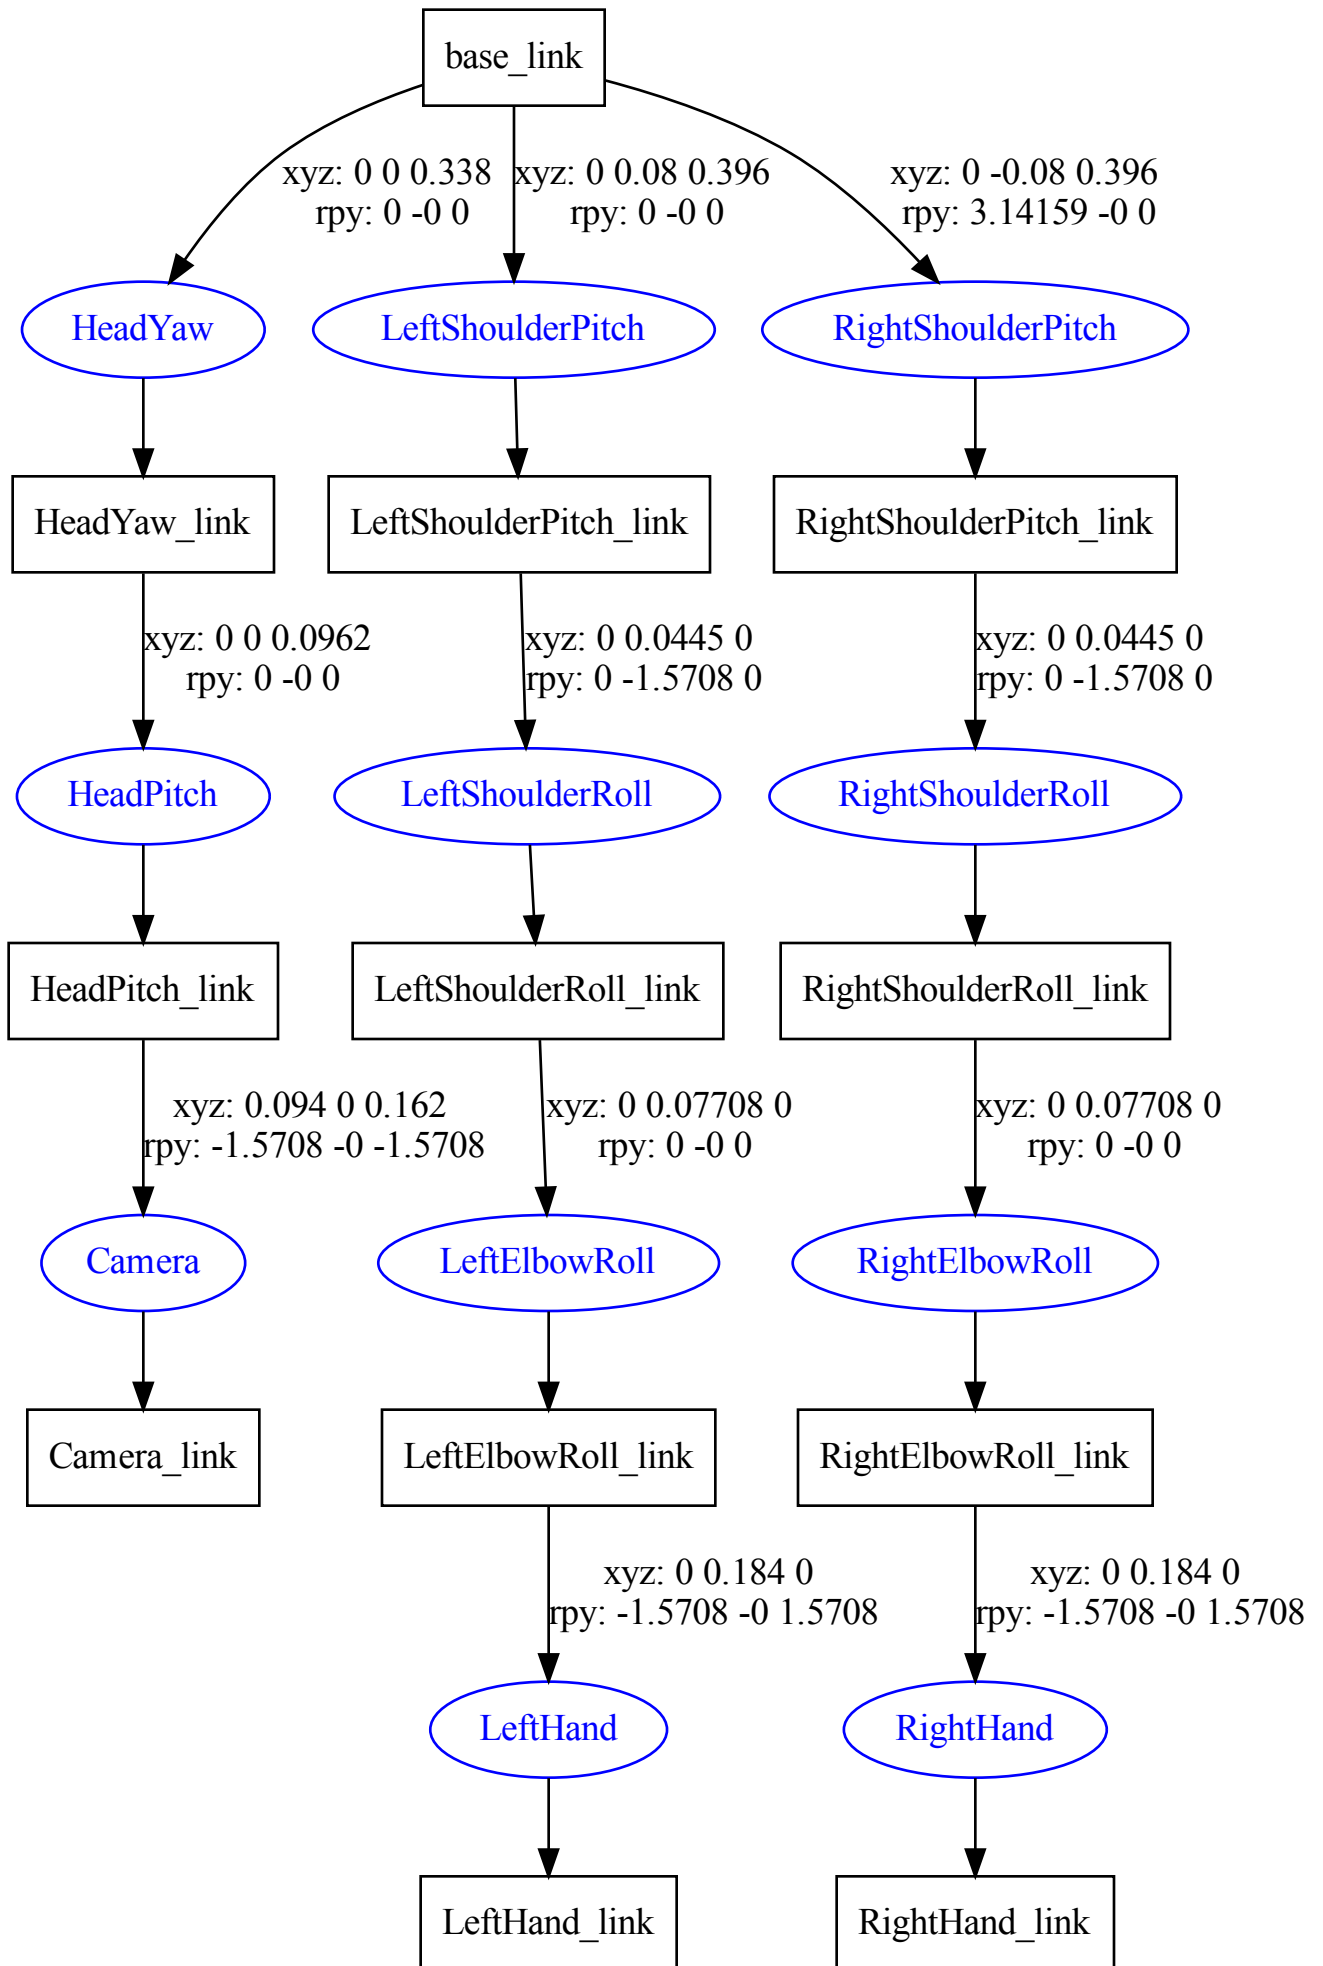 base_link
xyz: 0 0 0.338
rpy: 0 -0 0
xyz: 0 0.08 0.396
rpy: 0 -0 0
xyz: 0 -0.08 0.396
rpy: 3.14159 -0 0
HeadYaw
LeftShoulderPitch
RightShoulderPitch
HeadYaw_link
LeftShoulderPitch_link
RightShoulderPitch_link
xyz: 0 0 0.0962
rpy: 0 -0 0
xyz: 0 0.0445 0
rpy: 0 -1.5708 0
xyz: 0 0.0445 0
rpy: 0 -1.5708 0
HeadPitch
LeftShoulderRoll
RightShoulderRoll
HeadPitch_link
LeftShoulderRoll_link
RightShoulderRoll_link
xyz: 0.094 0 0.162
rpy: -1.5708 -0 -1.5708
xyz: 0 0.07708 0
rpy: 0 -0 0
xyz: 0 0.07708 0
rpy: 0 -0 0
Camera
LeftElbowRoll
RightElbowRoll
Camera_link
LeftElbowRoll_link
RightElbowRoll_link
xyz: 0 0.184 0
rpy: -1.5708 -0 1.5708
xyz: 0 0.184 0
rpy: -1.5708 -0 1.5708
LeftHand
RightHand
LeftHand_link
RightHand_link